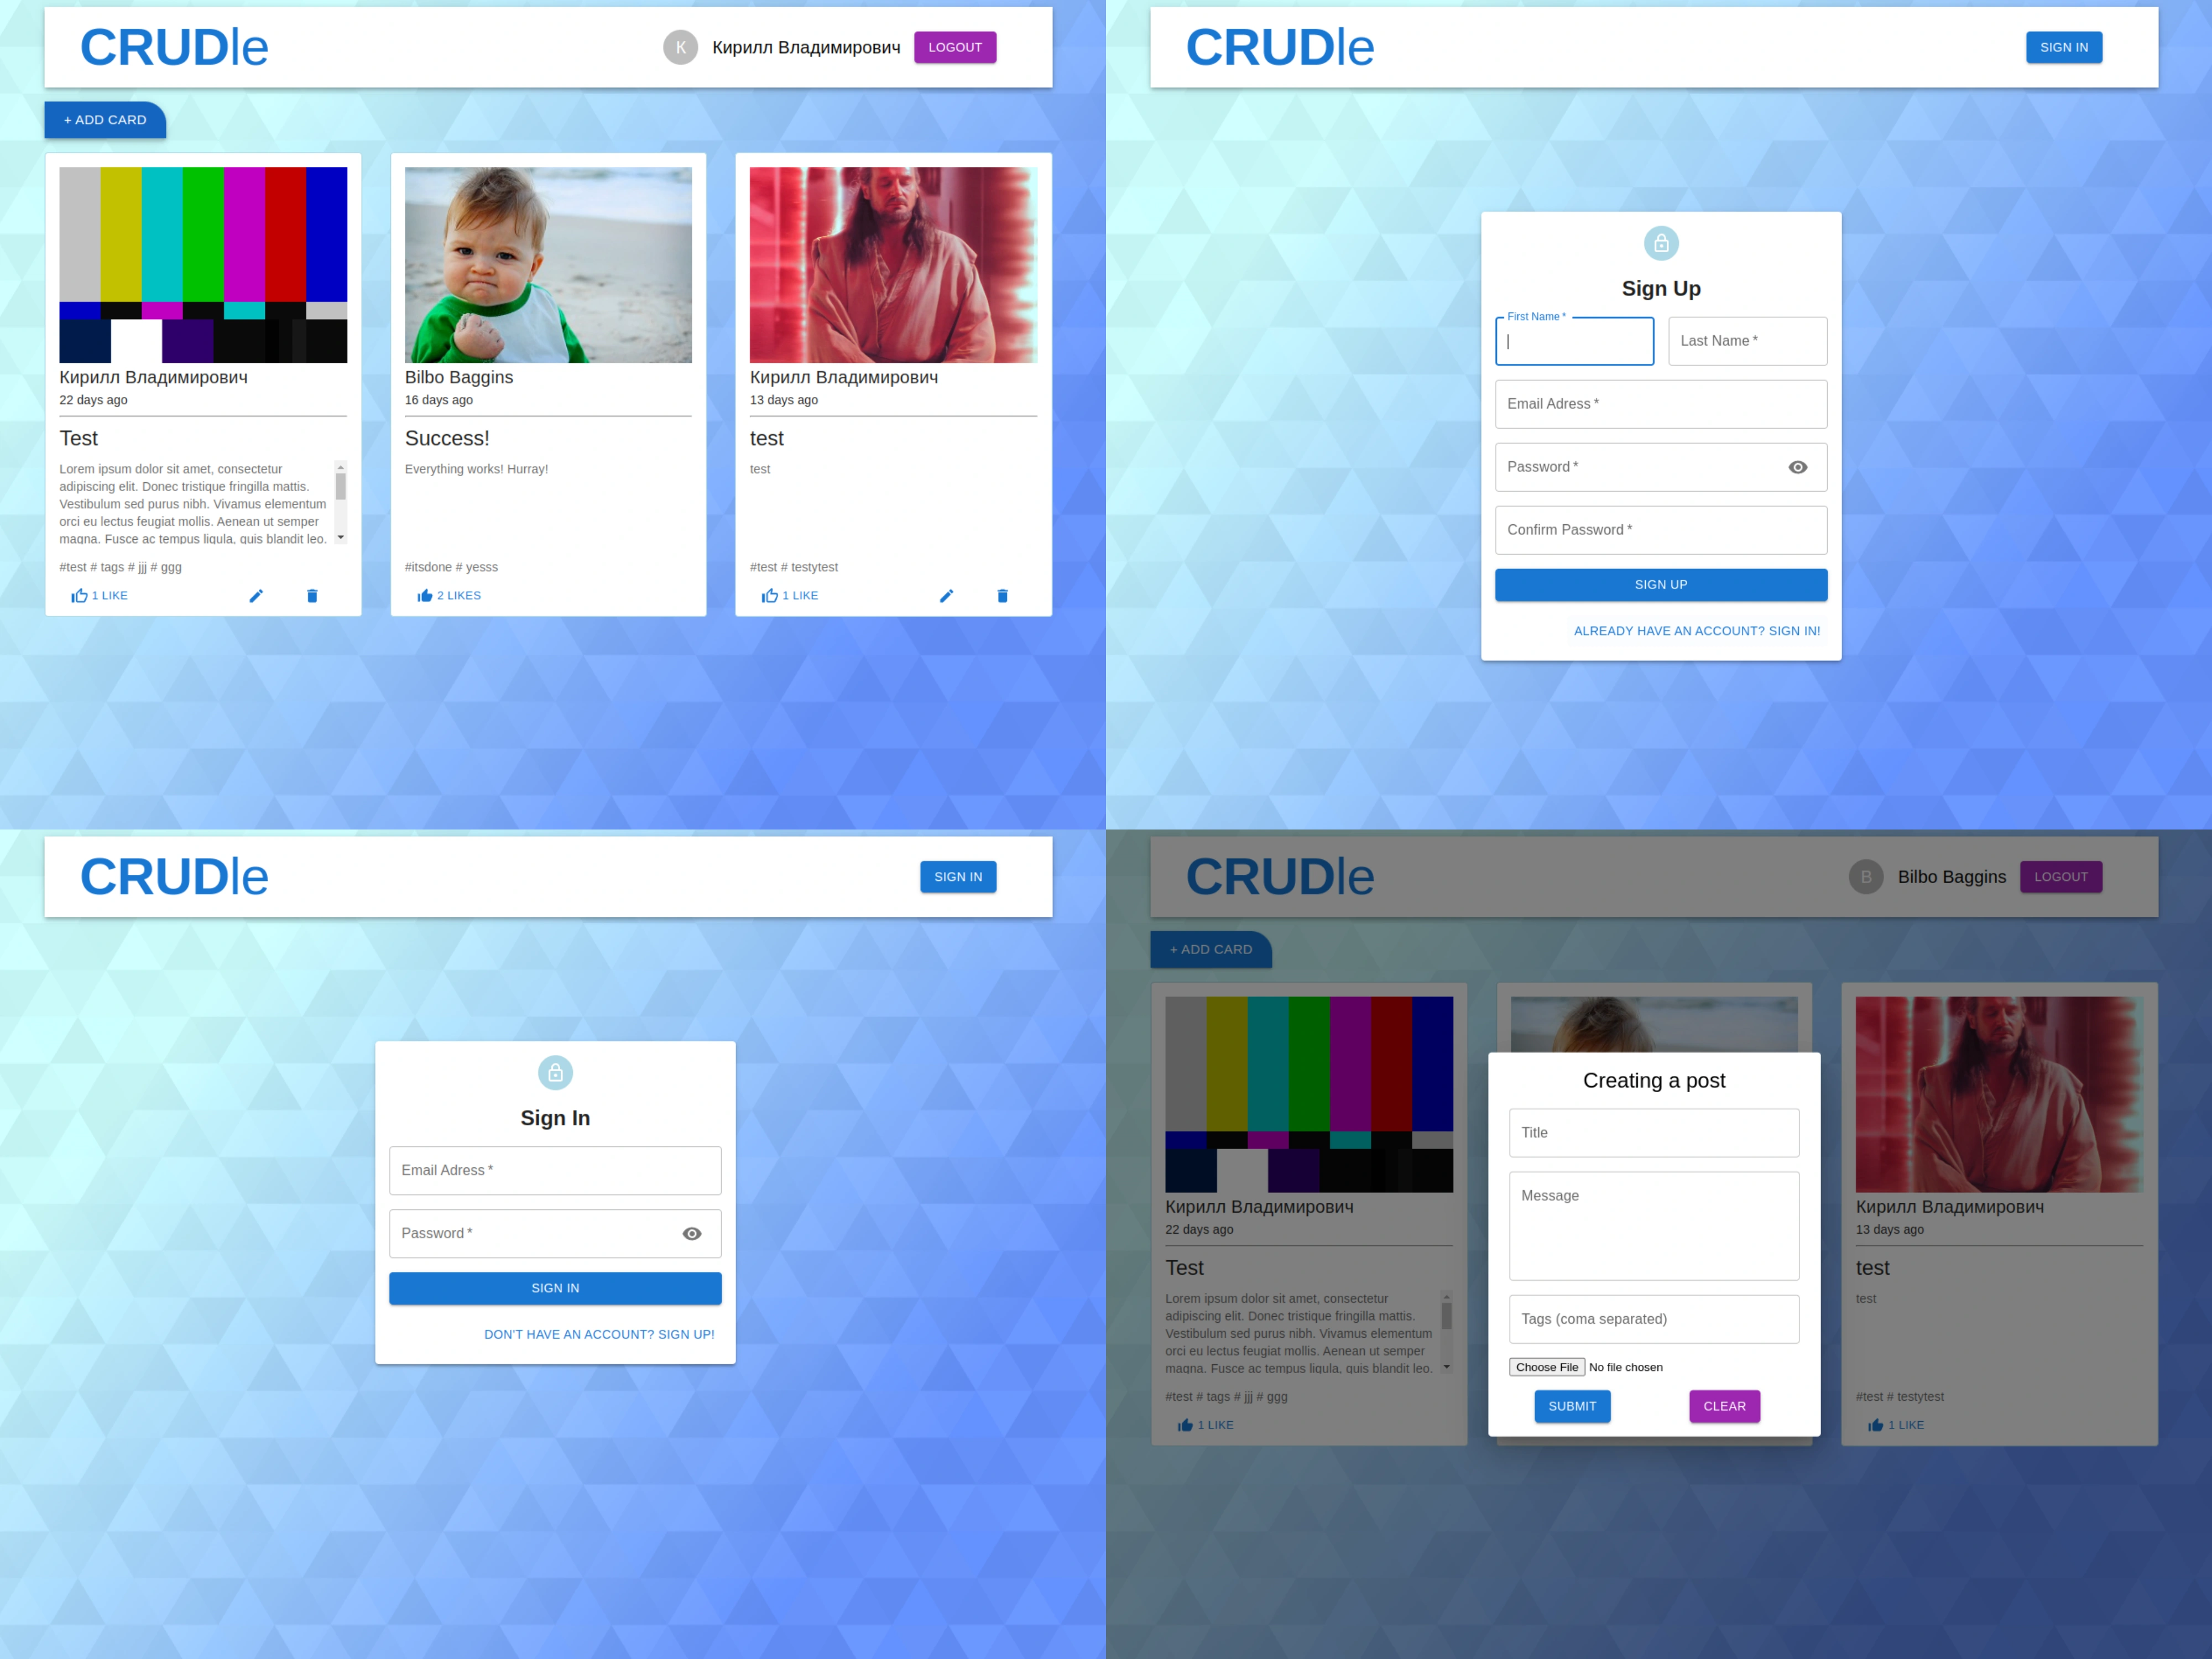 CRUDle
K Кирилл Владимирович LOGOUT
+ ADD CARD
Кирилл Владимирович
22 days ago
Test
Lorem ipsum dolor sit amet, consectetur
adipiscing elit. Donec tristique fringilla mattis.
Vestibulum sed purus nibh. Vivamus elementum
orci eu lectus feugiat mollis. Aenean ut semper
magna. Fusce ac tempus ligula, quis blandit leo.
#test # tags # jjj # ggg
1 LIKE
Bilbo Baggins
16 days ago
Success!
Everything works! Hurray!
#itsdone # yesss
2 LIKES
Кирилл Владимирович
13 days ago
test
test
#test # testytest
1 LIKE
CRUDle
SIGN IN
Sign Up
First Name *
Last Name *
Email Adress *
Password *
Confirm Password *
SIGN UP
ALREADY HAVE AN ACCOUNT? SIGN IN!
CRUDle
SIGN IN
Sign In
Email Adress *
Password *
SIGN IN
DON'T HAVE AN ACCOUNT? SIGN UP!
CRUDle
B Bilbo Baggins LOGOUT
+ ADD CARD
Кирилл Владимирович
22 days ago
Test
Lorem ipsum dolor sit amet, consectetur
adipiscing elit. Donec tristique fringilla mattis.
Vestibulum sed purus nibh. Vivamus elementum
orci eu lectus feugiat mollis. Aenean ut semper
magna. Fusce ac tempus ligula, quis blandit leo.
#test # tags # jjj # ggg
1 LIKE
Creating a post
Title
Message
Tags (coma separated)
Choose File No file chosen
SUBMIT
CLEAR
Кирилл Владимирович
13 days ago
test
test
#test # testytest
1 LIKE